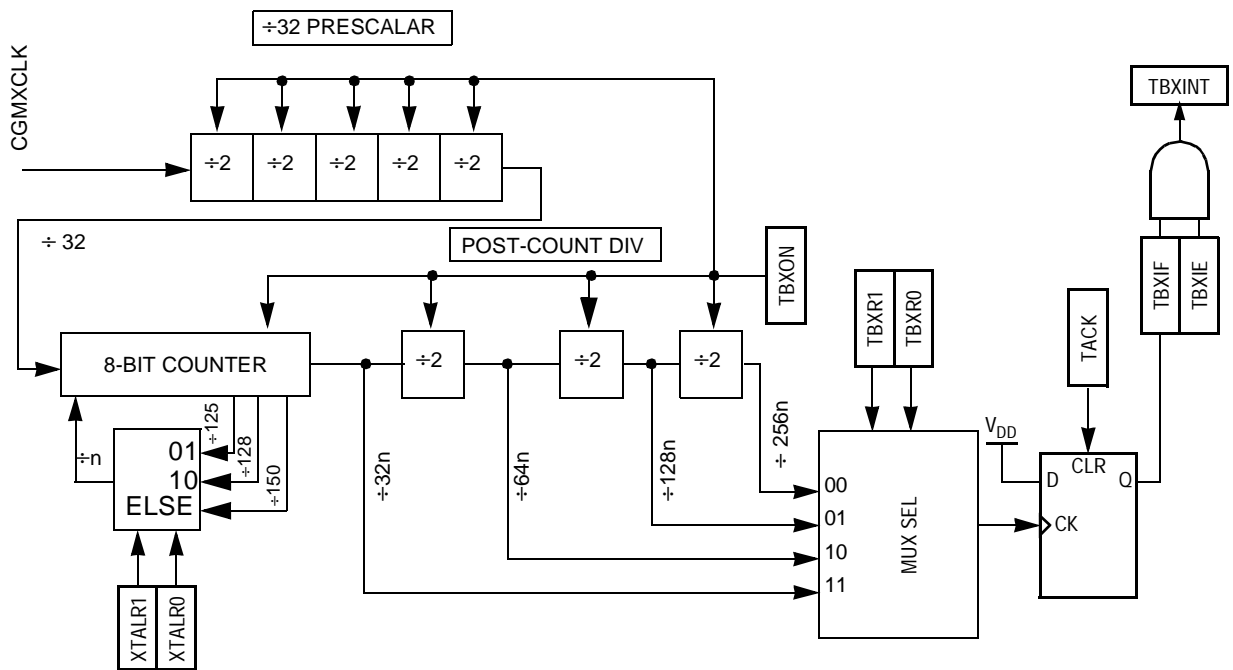 ÷32 PRESCALAR
CGMXCLK
TBXINT
÷2 ÷2 ÷2 ÷2 ÷2
÷ 32
POST-COUNT DIV
TBXON
TBXIF
TBXIE
TBXR1
TBXR0
TACK
8-BIT COUNTER
÷2
÷2
÷2
÷125
÷128
÷150
÷n
01
10
ELSE
÷32n
÷64n
÷128n
÷ 256n
VDD
CLR
D
Q
CK
00
01
10
11
MUX SEL
XTALR1
XTALR0